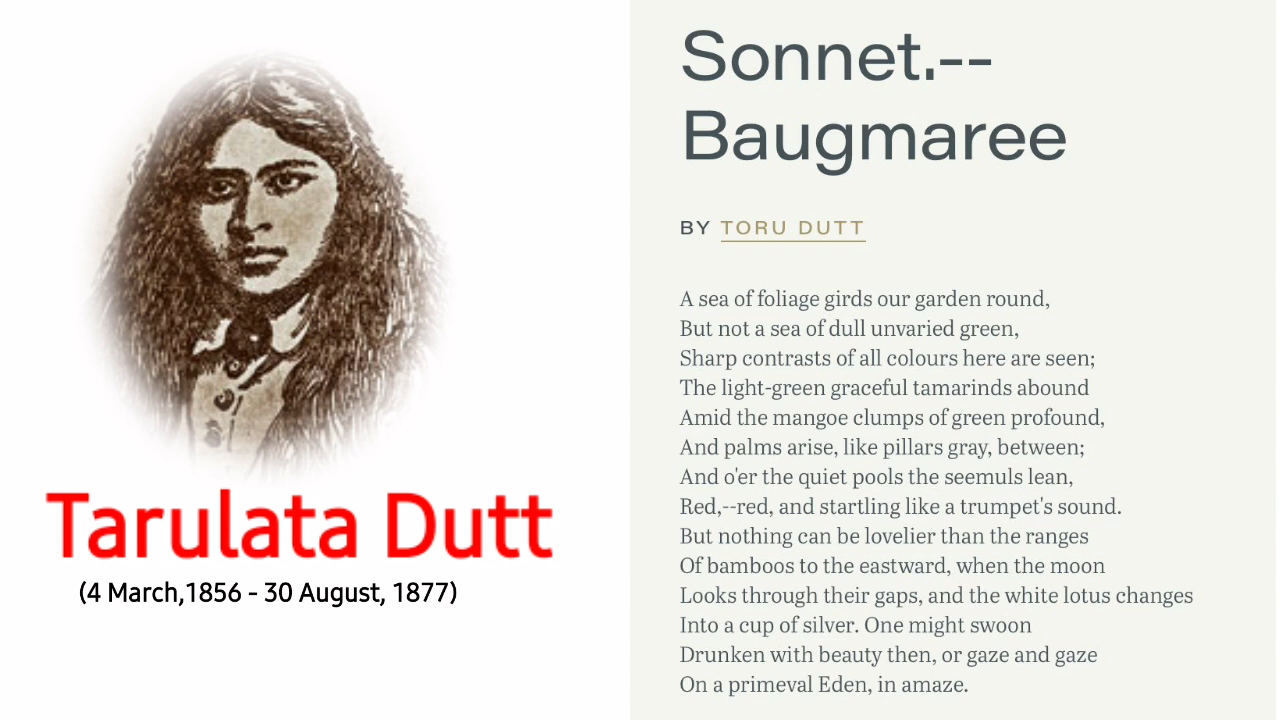 Tarulata Dutt
(4 March,1856 - 30 August, 1877)
Sonnet.--
Baugmaree
BY TORU DUTT
A sea of foliage girds our garden round,
But not a sea of dull unvaried green,
Sharp contrasts of all colours here are seen;
The light-green graceful tamarinds abound
Amid the mangoe clumps of green profound,
And palms arise, like pillars gray, between;
And o'er the quiet pools the seemuls lean,
Red,--red, and startling like a trumpet's sound.
But nothing can be lovelier than the ranges
Of bamboos to the eastward, when the moon
Looks through their gaps, and the white lotus changes
Into a cup of silver. One might swoon
Drunken with beauty then, or gaze and gaze
On a primeval Eden, in amaze.